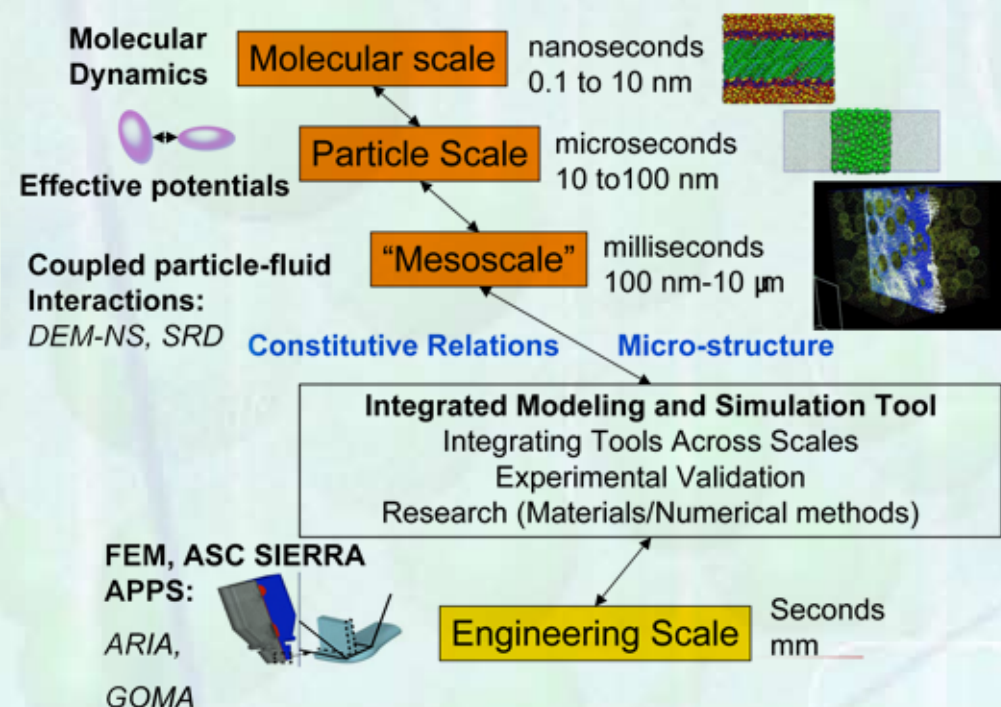 Molecular
Dynamics
Molecular scale
nanoseconds
0.1 to 10 nm
Particle Scale
microseconds
10 to100 nm
Effective potentials
“Mesoscale”
milliseconds
100 nm-10 μm
Coupled particle-fluid
Interactions:
DEM-NS, SRD
Constitutive Relations
Micro-structure
Integrated Modeling and Simulation Tool
Integrating Tools Across Scales
Experimental Validation
Research (Materials/Numerical methods)
FEM, ASC SIERRA
APPS:
ARIA,
GOMA
Engineering Scale
Seconds
mm